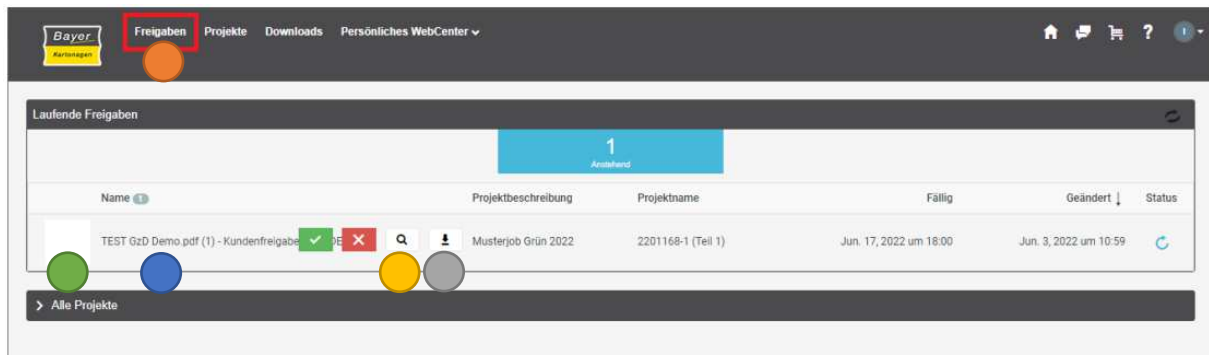 Bayer
Kartonagen
Freigaben Projekte Downloads Persönliches WebCenter
? I
Laufende Freigaben
1
Anstehend
Name 1 Projektbeschreibung Projektname Fällig Geändert ↓ Status
TEST GzD Demo.pdf (1) - Kundenfreigabe Musterjob Grün 2022 2201168-1 (Teil 1) Jun. 17, 2022 um 18:00 Jun. 3, 2022 um 10:59
> Alle Projekte